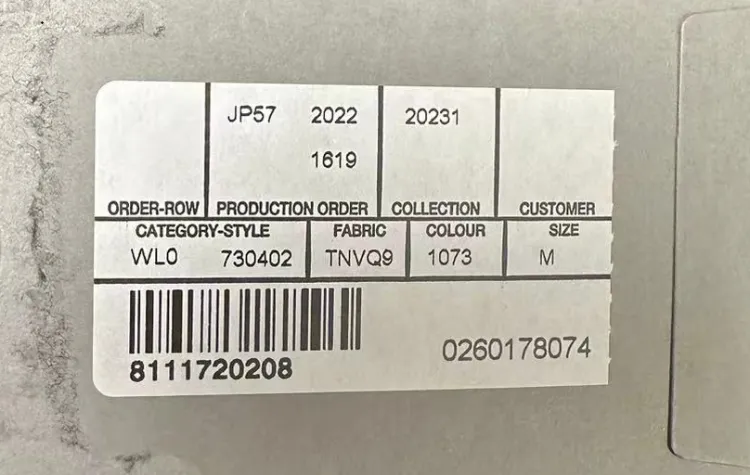 JP57 2022 20231
1619
ORDER-ROW PRODUCTION ORDER COLLECTION CUSTOMER
CATEGORY-STYLE FABRIC COLOUR SIZE
WL0 730402 TNVQ9 1073 M
8111720208 0260178074